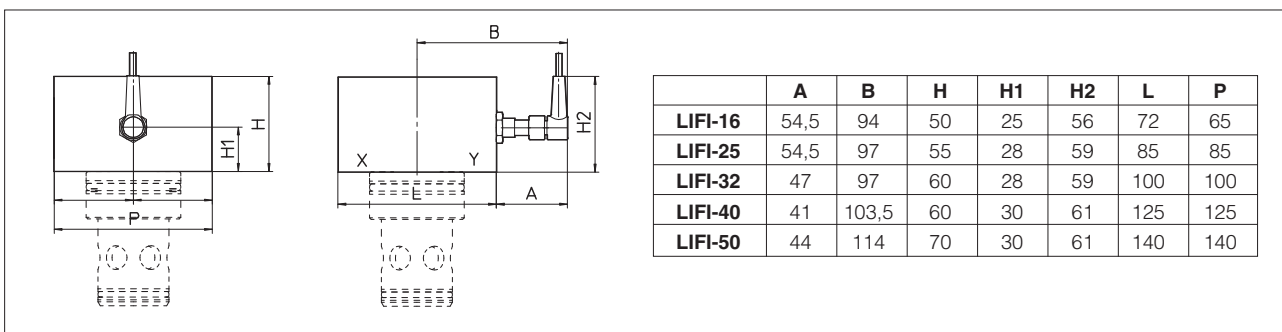 B
H
H1
P
X
Y
L
A
H2
A B H H1 H2 L P
LIFI-16 54,5 94 50 25 56 72 65
LIFI-25 54,5 97 55 28 59 85 85
LIFI-32 47 97 60 28 59 100 100
LIFI-40 41 103,5 60 30 61 125 125
LIFI-50 44 114 70 30 61 140 140